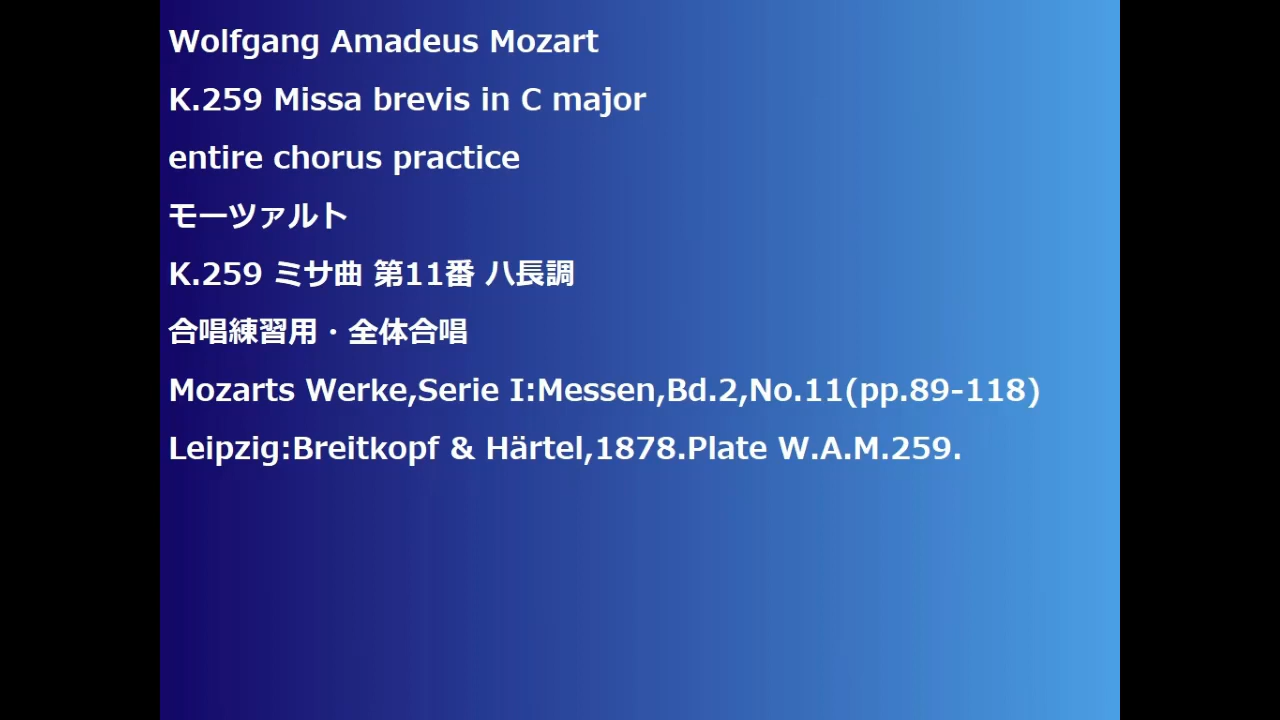 Wolfgang Amadeus Mozart
K.259 Missa brevis in C major
entire chorus practice
モーツァルト
K.259 ミサ曲 第11番 ハ長調
合唱練習用・全体合唱
Mozarts Werke,Serie I:Messen,Bd.2,No.11(pp.89-118)
Leipzig:Breitkopf & Härtel,1878.Plate W.A.M.259.